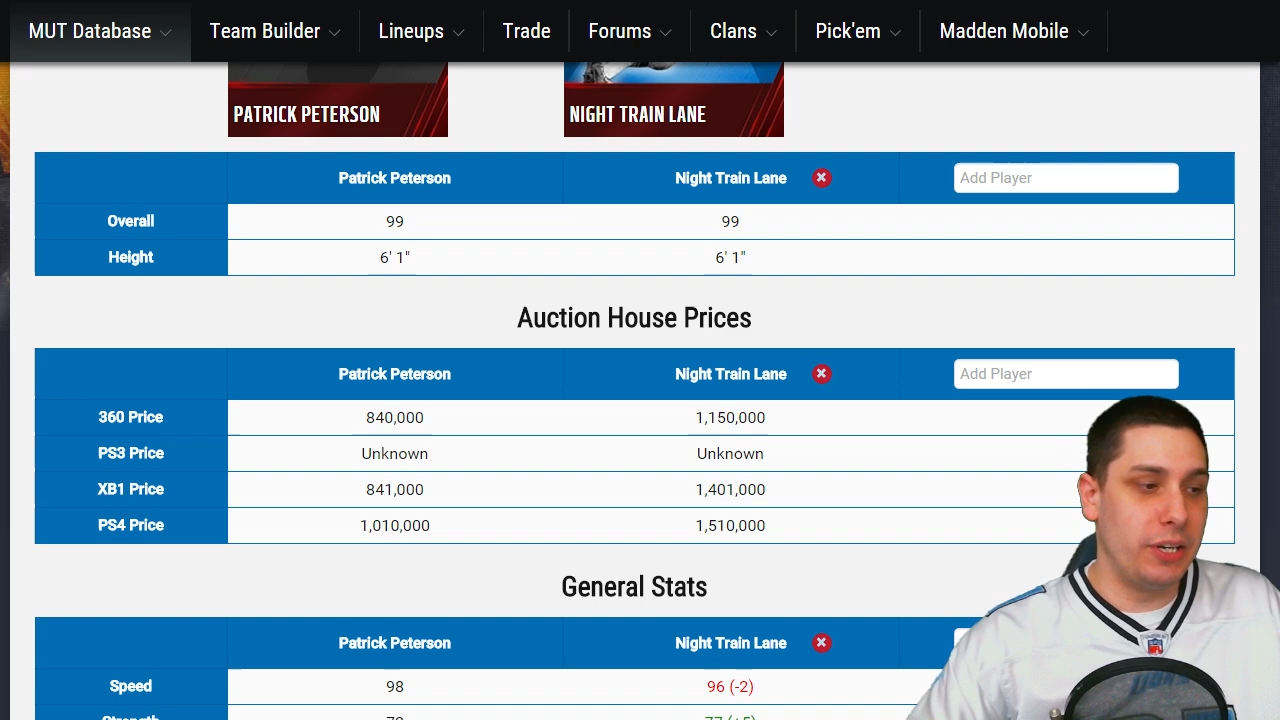 MUT Database Team Builder Lineups Trade Forums Clans Pick'em Madden Mobile
PATRICK PETERSON NIGHT TRAIN LANE
Patrick Peterson Night Train Lane Add Player
Overall 99 99
Height 6' 1" 6' 1"
Auction House Prices
Patrick Peterson Night Train Lane Add Player
360 Price 840,000 1,150,000
PS3 Price Unknown Unknown
XB1 Price 841,000 1,401,000
PS4 Price 1,010,000 1,510,000
General Stats
Patrick Peterson Night Train Lane
Speed 98 96 (-2)